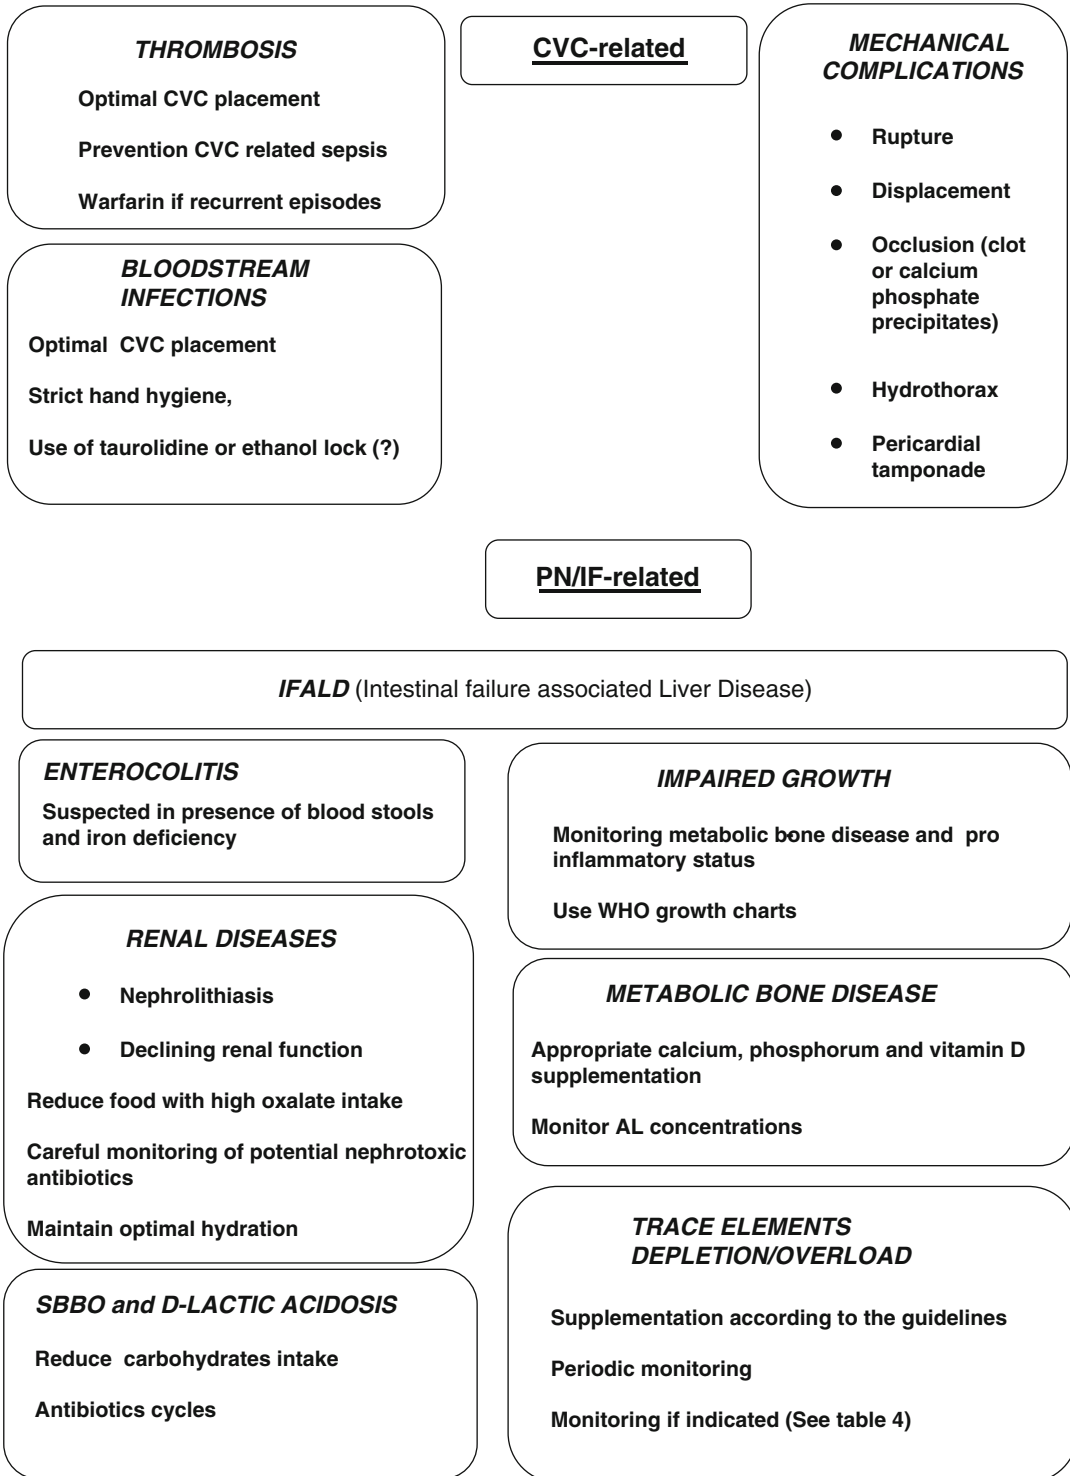 THROMBOSIS
Optimal CVC placement
Prevention CVC related sepsis
Warfarin if recurrent episodes
CVC-related
MECHANICAL
COMPLICATIONS
• Rupture
• Displacement
• Occlusion (clot
or calcium
phosphate
precipitates)
• Hydrothorax
• Pericardial
tamponade
BLOODSTREAM
INFECTIONS
Optimal CVC placement
Strict hand hygiene,
Use of taurolidine or ethanol lock (?)
PN/IF-related
IFALD (Intestinal failure associated Liver Disease)
ENTEROCOLITIS
Suspected in presence of blood stools
and iron deficiency
IMPAIRED GROWTH
Monitoring metabolic bone disease and pro
inflammatory status
Use WHO growth charts
RENAL DISEASES
• Nephrolithiasis
• Declining renal function
Reduce food with high oxalate intake
Careful monitoring of potential nephrotoxic
antibiotics
Maintain optimal hydration
METABOLIC BONE DISEASE
Appropriate calcium, phosphorum and vitamin D
supplementation
Monitor AL concentrations
SBBO and D-LACTIC ACIDOSIS
Reduce carbohydrates intake
Antibiotics cycles
TRACE ELEMENTS
DEPLETION/OVERLOAD
Supplementation according to the guidelines
Periodic monitoring
Monitoring if indicated (See table 4)